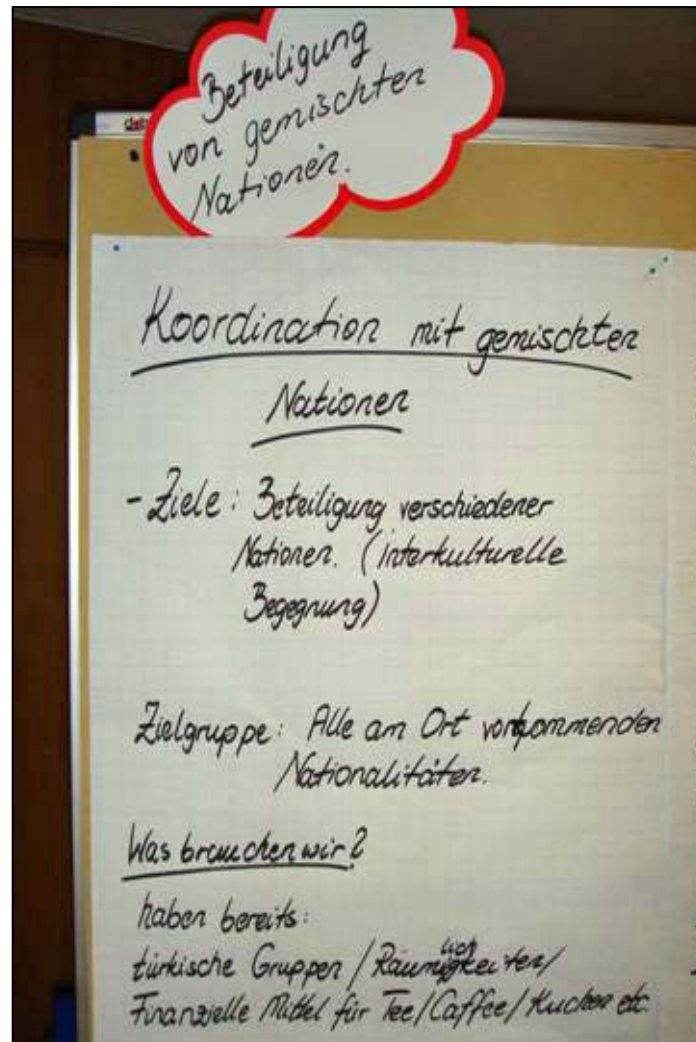 Beteiligung
von gemischten
Nationen.
Koordination mit gemischten
Nationen
- Ziele: Beteiligung verschiedener
Nationen. (interkulturelle
Begegnung)
Zielgruppe: Alle am Ort vorkommenden
Nationalitäten.
Was brauchen wir?
haben bereits:
türkische Gruppen / Räumlichkeiten/
Finanzielle Mittel für Tee/Caffee/Kuchen etc.